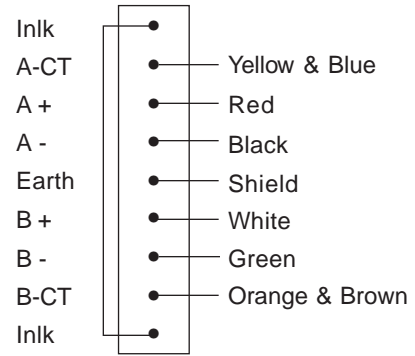 Inlk
A-CT Yellow & Blue
A + Red
A - Black
Earth Shield
B + White
B - Green
B-CT Orange & Brown
Inlk